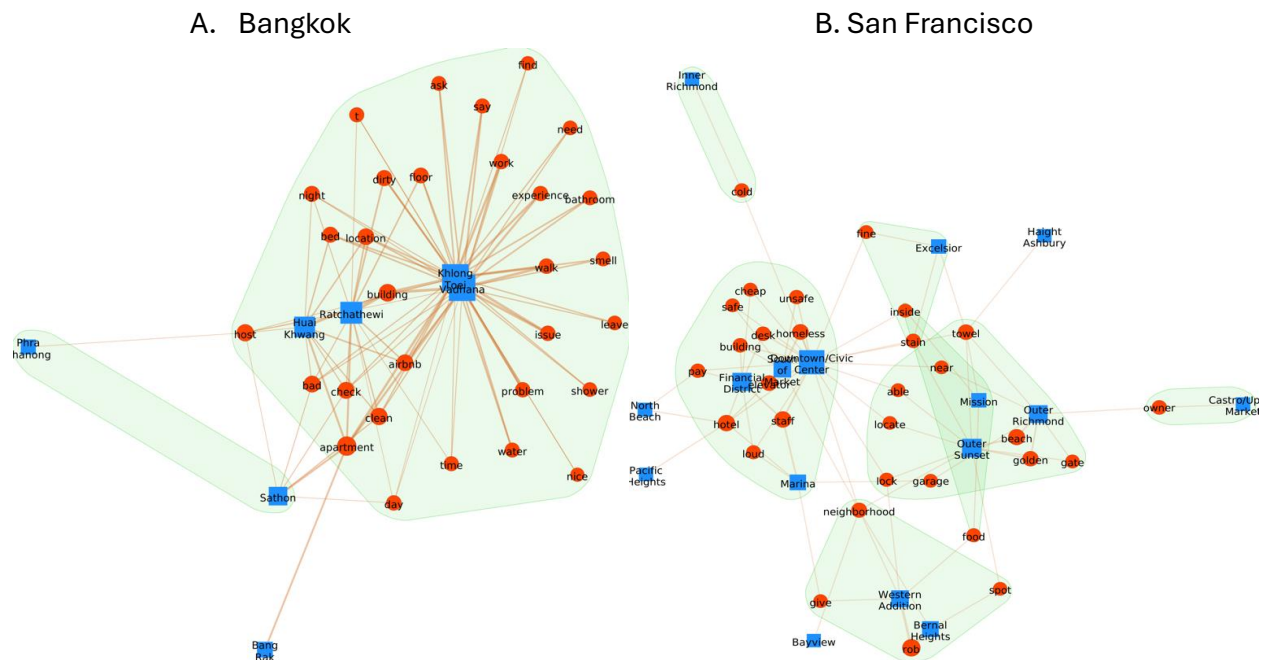 A. Bangkok
B. San Francisco
find
ask
say
t
need
work
dirty
floor
night
experience
bathroom
bed
location
smell
walk
Khlong
Toei
Vadhana
building
Ratchathewi
Huai
Khwang
host
issue
leave
Phra
hanong
airbnb
bad
check
problem
shower
clean
apartment
water
time
nice
Sathon
day
Bang
Rak
Inner
Richmond
cold
fine
Excelsior
Haight
Ashbury
cheap
unsafe
safe
inside
desk
homeless
stain
towel
building
Downtown/Civic
Center
South
of
Market
pay
Financial
District
elevator
near
able
Mission
North
Beach
hotel
staff
locate
Outer
Richmond
owner
Castro/Up
Market
beach
Outer
Sunset
golden
gate
loud
Pacific
Heights
Marina
lock
garage
neighborhood
food
spot
give
Western
Addition
Bernal
Heights
Bayview
rob